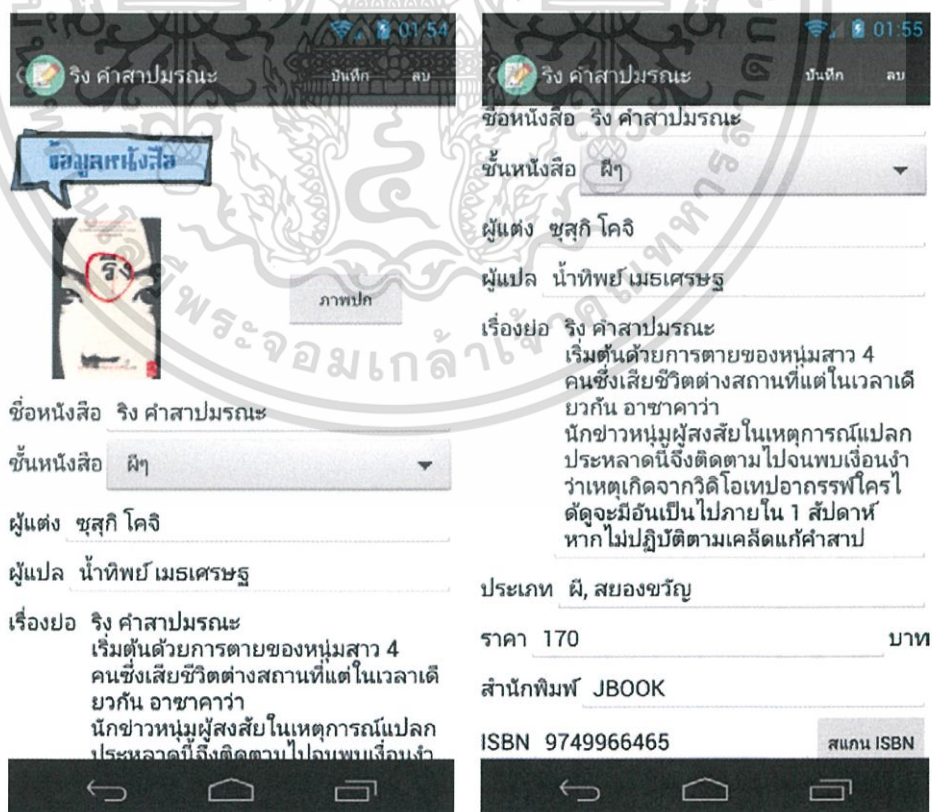 01:54
ริง คำสาปมรณะ บันทึก ลบ
ข้อมูลหนังสือ
ริง
ภาพปก
ชื่อหนังสือ ริง คำสาปมรณะ
ชั้นหนังสือ ผีๆ
ผู้แต่ง ซุสุกิ โคจิ
ผู้แปล น้ำทิพย์ เมธเศรษฐ
เรื่องย่อ ริง คำสาปมรณะ
เริ่มต้นด้วยการตายของหนุ่มสาว 4
คนซึ่งเสียชีวิตต่างสถานที่แต่ในเวลาเดี
ยวกัน อาซาคาว่า
นักข่าวหนุ่มผู้สงสัยในเหตุการณ์แปลก
ประหลาดนี้จึงติดตามไปจนพบเงื่อนงำ
01:55
ริง คำสาปมรณะ บันทึก ลบ
ชื่อหนังสือ ริง คำสาปมรณะ
ชั้นหนังสือ ผีๆ
ผู้แต่ง ซุสุกิ โคจิ
ผู้แปล น้ำทิพย์ เมธเศรษฐ
เรื่องย่อ ริง คำสาปมรณะ
เริ่มต้นด้วยการตายของหนุ่มสาว 4
คนซึ่งเสียชีวิตต่างสถานที่แต่ในเวลาเดี
ยวกัน อาซาคาว่า
นักข่าวหนุ่มผู้สงสัยในเหตุการณ์แปลก
ประหลาดนี้จึงติดตามไปจนพบเงื่อนงำ
ว่าเหตุเกิดจากวิดิโอเทปอาถรรพ์ใครไ
ด้ดูจะมีอันเป็นไปภายใน 1 สัปดาห์
หากไม่ปฏิบัติตามเคล็ดแก้คำสาป
ประเภท ผี, สยองขวัญ
ราคา 170 บาท
สำนักพิมพ์ JBOOK
ISBN 9749966465 สแกน ISBN